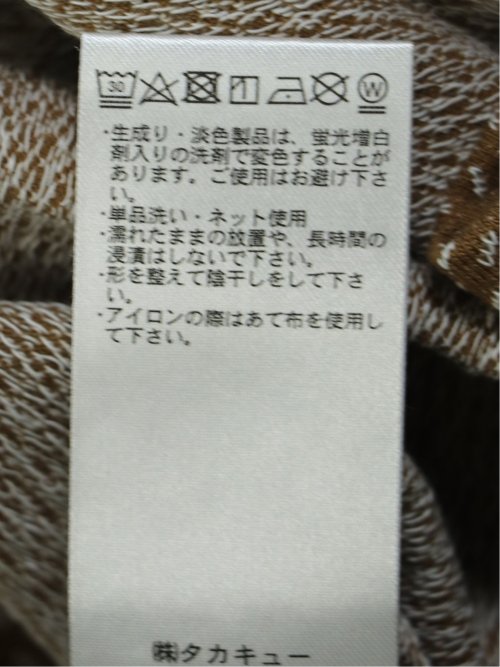 30
W
・生成り・淡色製品は、蛍光増白
剤入りの洗剤で変色することが
あります。ご使用はお避け下さ
い。
・単品洗い・ネット使用
・濡れたままの放置や、長時間の
浸漬はしないで下さい。
・形を整えて陰干しをして下さ
い。
・アイロンの際はあて布を使用し
て下さい。
㈱タカキュー